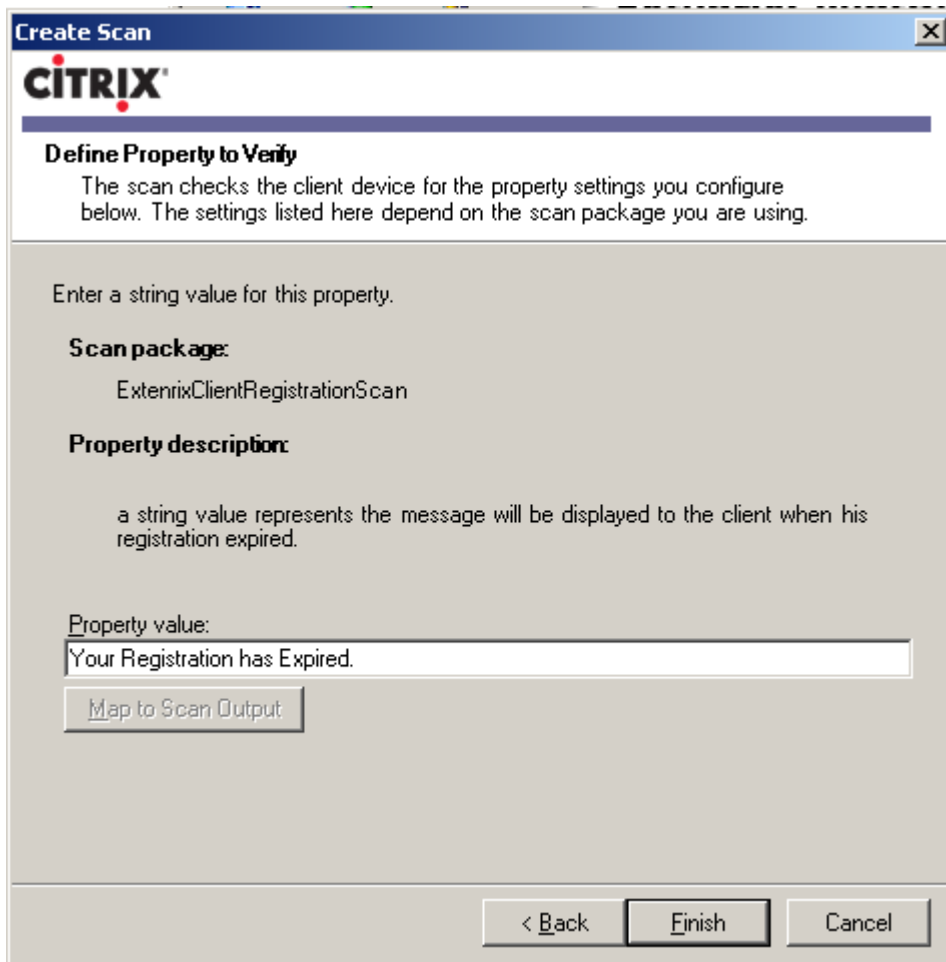 Create Scan
CITRIX
Define Property to Verify
The scan checks the client device for the property settings you configure
below. The settings listed here depend on the scan package you are using.
Enter a string value for this property.
Scan package:
ExtenrixClientRegistrationScan
Property description:
a string value represents the message will be displayed to the client when his
registration expired.
Property value:
Your Registration has Expired.
Map to Scan Output
< Back
Finish
Cancel